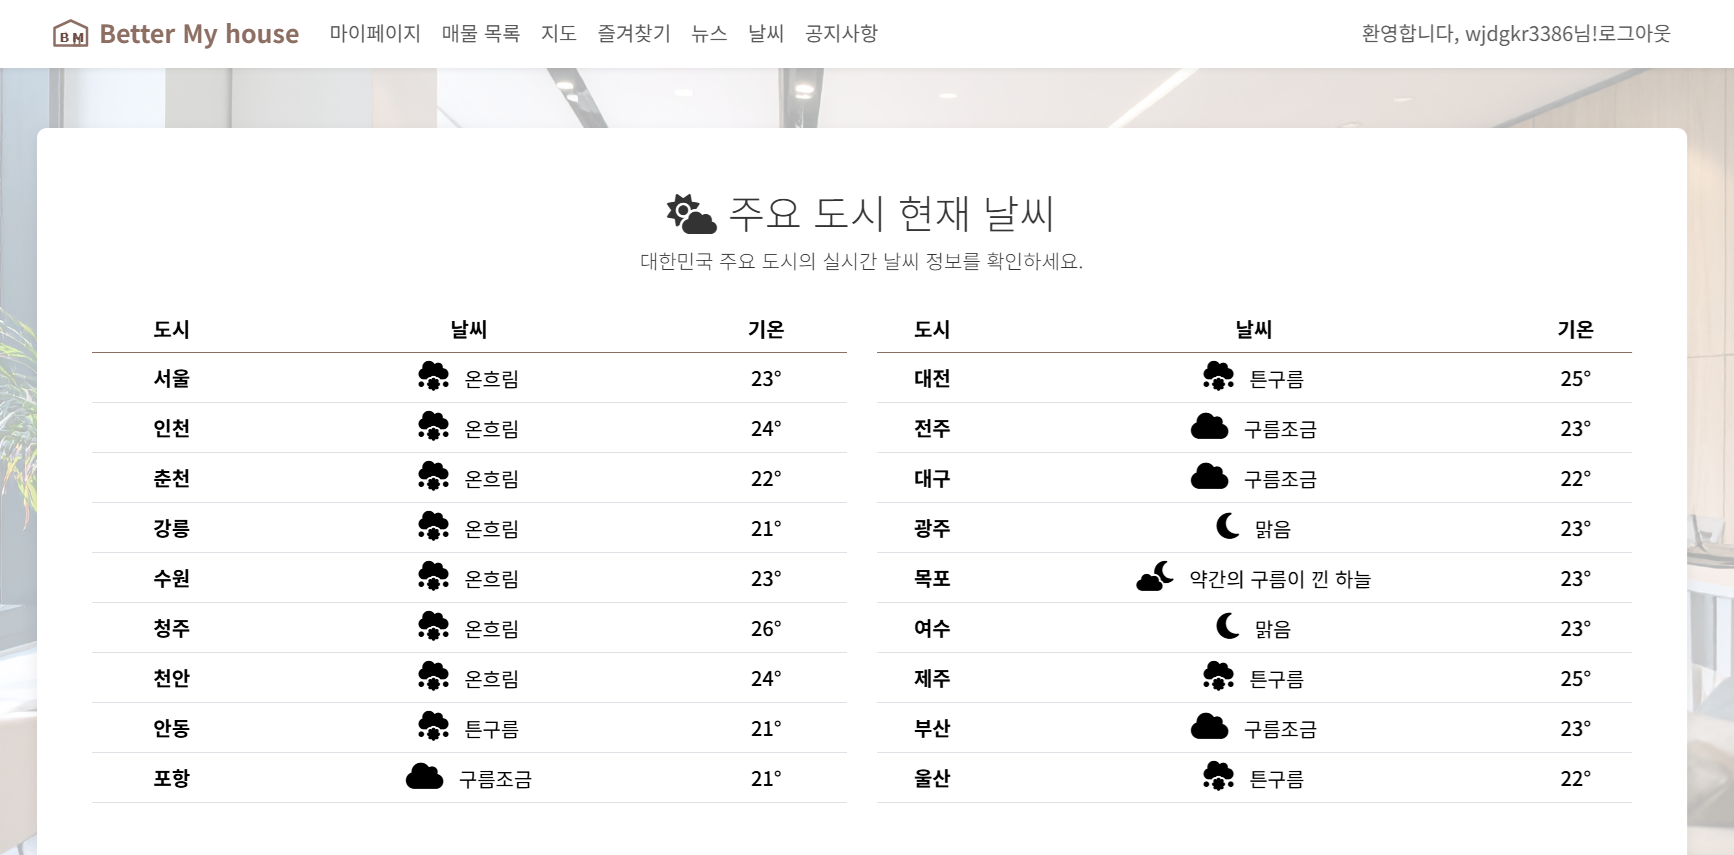 BM Better My house 마이페이지 매물 목록 지도 즐겨찾기 뉴스 날씨 공지사항 환영합니다, wjdgkr3386님!로그아웃
주요 도시 현재 날씨
대한민국 주요 도시의 실시간 날씨 정보를 확인하세요.
도시 날씨 기온
서울 온흐림 23°
인천 온흐림 24°
춘천 온흐림 22°
강릉 온흐림 21°
수원 온흐림 23°
청주 온흐림 26°
천안 온흐림 24°
안동 튼구름 21°
포항 구름조금 21°
도시 날씨 기온
대전 튼구름 25°
전주 구름조금 23°
대구 구름조금 22°
광주 맑음 23°
목포 약간의 구름이 낀 하늘 23°
여수 맑음 23°
제주 튼구름 25°
부산 구름조금 23°
울산 튼구름 22°